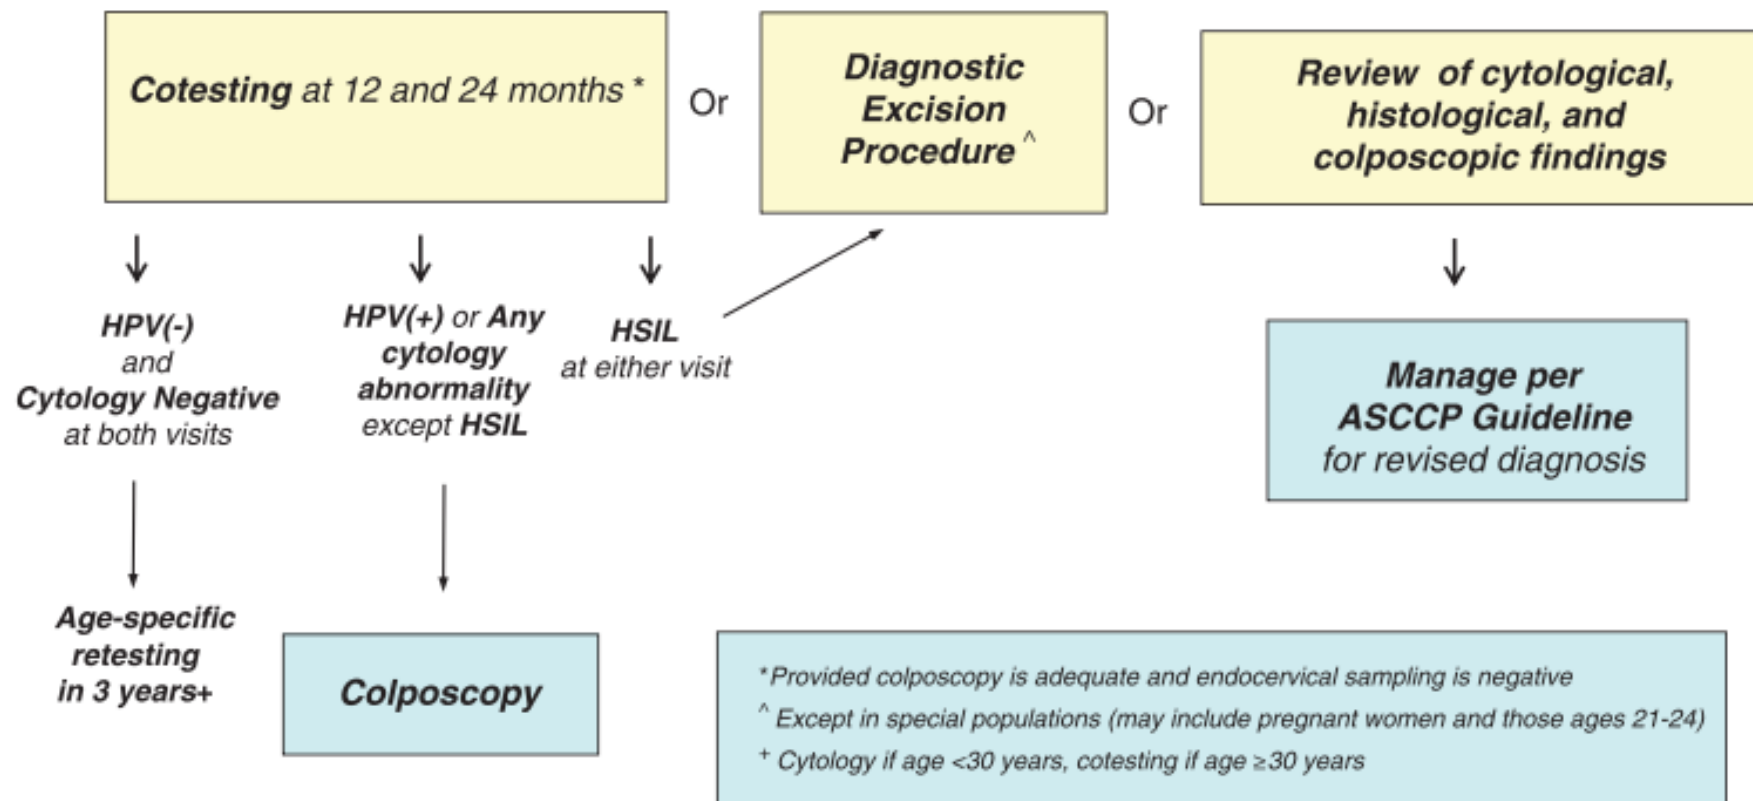 Cotesting at 12 and 24 months *
Or
Diagnostic
Excision
Procedure ^
Or
Review of cytological,
histological, and
colposcopic findings
HPV(-)
and
Cytology Negative
at both visits
HPV(+) or Any
cytology
abnormality
except HSIL
HSIL
at either visit
Manage per
ASCCP Guideline
for revised diagnosis
Age-specific
retesting
in 3 years+
Colposcopy
*Provided colposcopy is adequate and endocervical sampling is negative
^ Except in special populations (may include pregnant women and those ages 21-24)
+ Cytology if age <30 years, cotesting if age ≥30 years